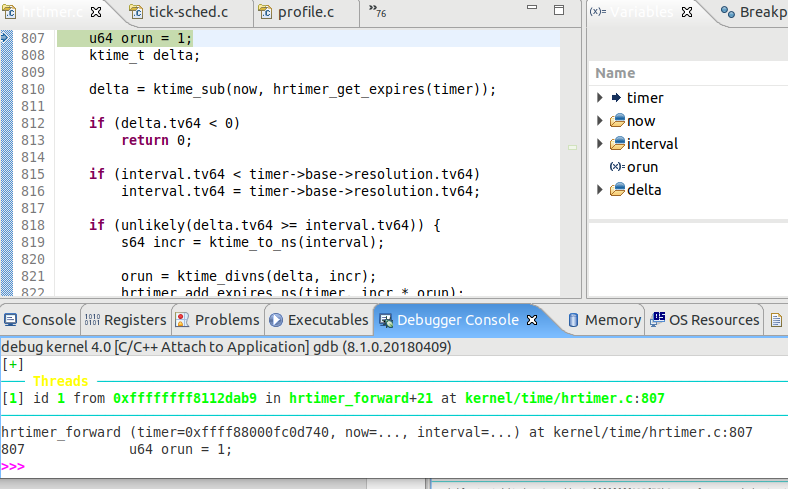 hrtimer.c tick-sched.c profile.c »76
807 u64 orun = 1;
808 ktime_t delta;
809
810 delta = ktime_sub(now, hrtimer_get_expires(timer));
811
812 if (delta.tv64 < 0)
813 return 0;
814
815 if (interval.tv64 < timer->base->resolution.tv64)
816 interval.tv64 = timer->base->resolution.tv64;
817
818 if (unlikely(delta.tv64 >= interval.tv64)) {
819 s64 incr = ktime_to_ns(interval);
820
821 orun = ktime_divns(delta, incr);
822 hrtimer_add_expires_ns(timer, incr * orun);
(x)= Variables Breakp
Name
timer
now
interval
(x)= orun
delta
Console Registers Problems Executables Debugger Console Memory OS Resources
debug kernel 4.0 [C/C++ Attach to Application] gdb (8.1.0.20180409)
[+]
Threads
[1] id 1 from 0xffffffff8112dab9 in hrtimer_forward+21 at kernel/time/hrtimer.c:807
hrtimer_forward (timer=0xffff88000fc0d740, now=..., interval=...) at kernel/time/hrtimer.c:807
807 u64 orun = 1;
>>>